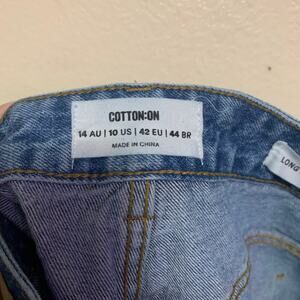 COTTON:ON
14 AU | 10 US | 42 EU | 44 BR
MADE IN CHINA
LONG